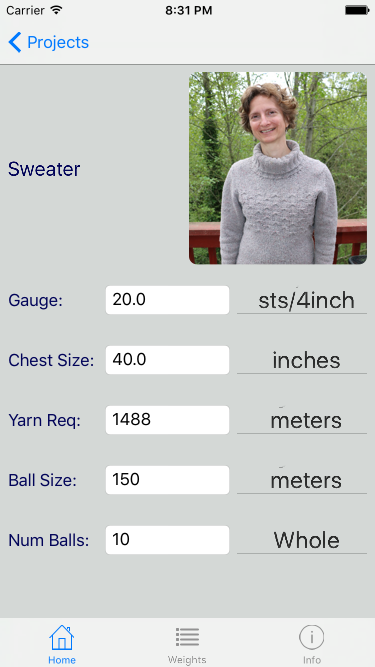 Carrier 8:31 PM
Projects
Sweater
Gauge: 20.0 sts/4inch
Chest Size: 40.0 inches
Yarn Req: 1488 meters
Ball Size: 150 meters
Num Balls: 10 Whole
Home Weights Info